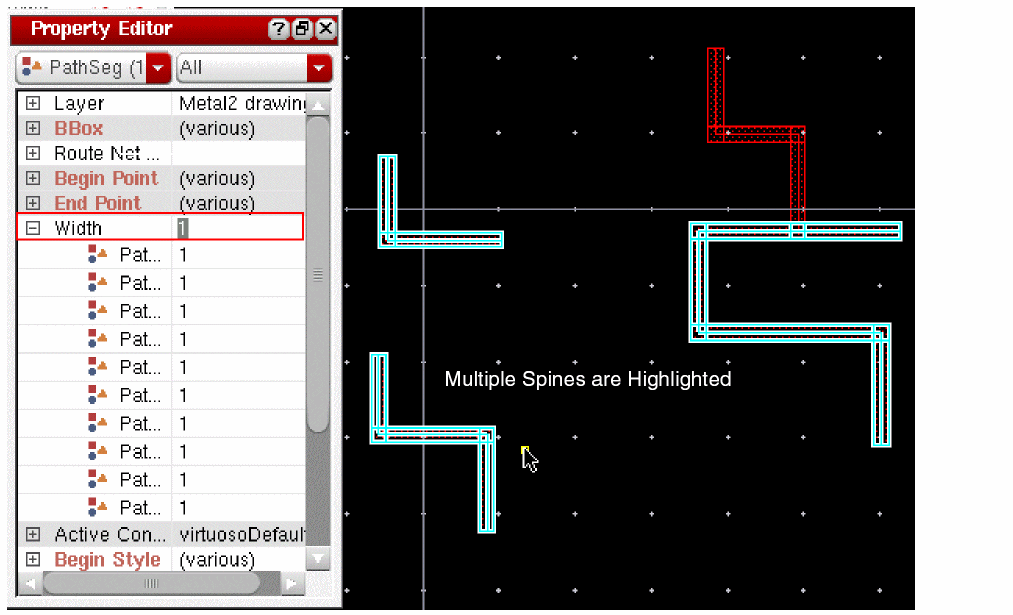 Property Editor
PathSeg (1 All
Layer Metal2 drawing
BBox (various)
Route Net ...
Begin Point (various)
End Point (various)
Width 1
Pat... 1
Pat... 1
Pat... 1
Pat... 1
Pat... 1
Pat... 1
Pat... 1
Pat... 1
Pat... 1
Pat... 1
Active Con... virtuosoDefault
Begin Style (various)
Multiple Spines are Highlighted